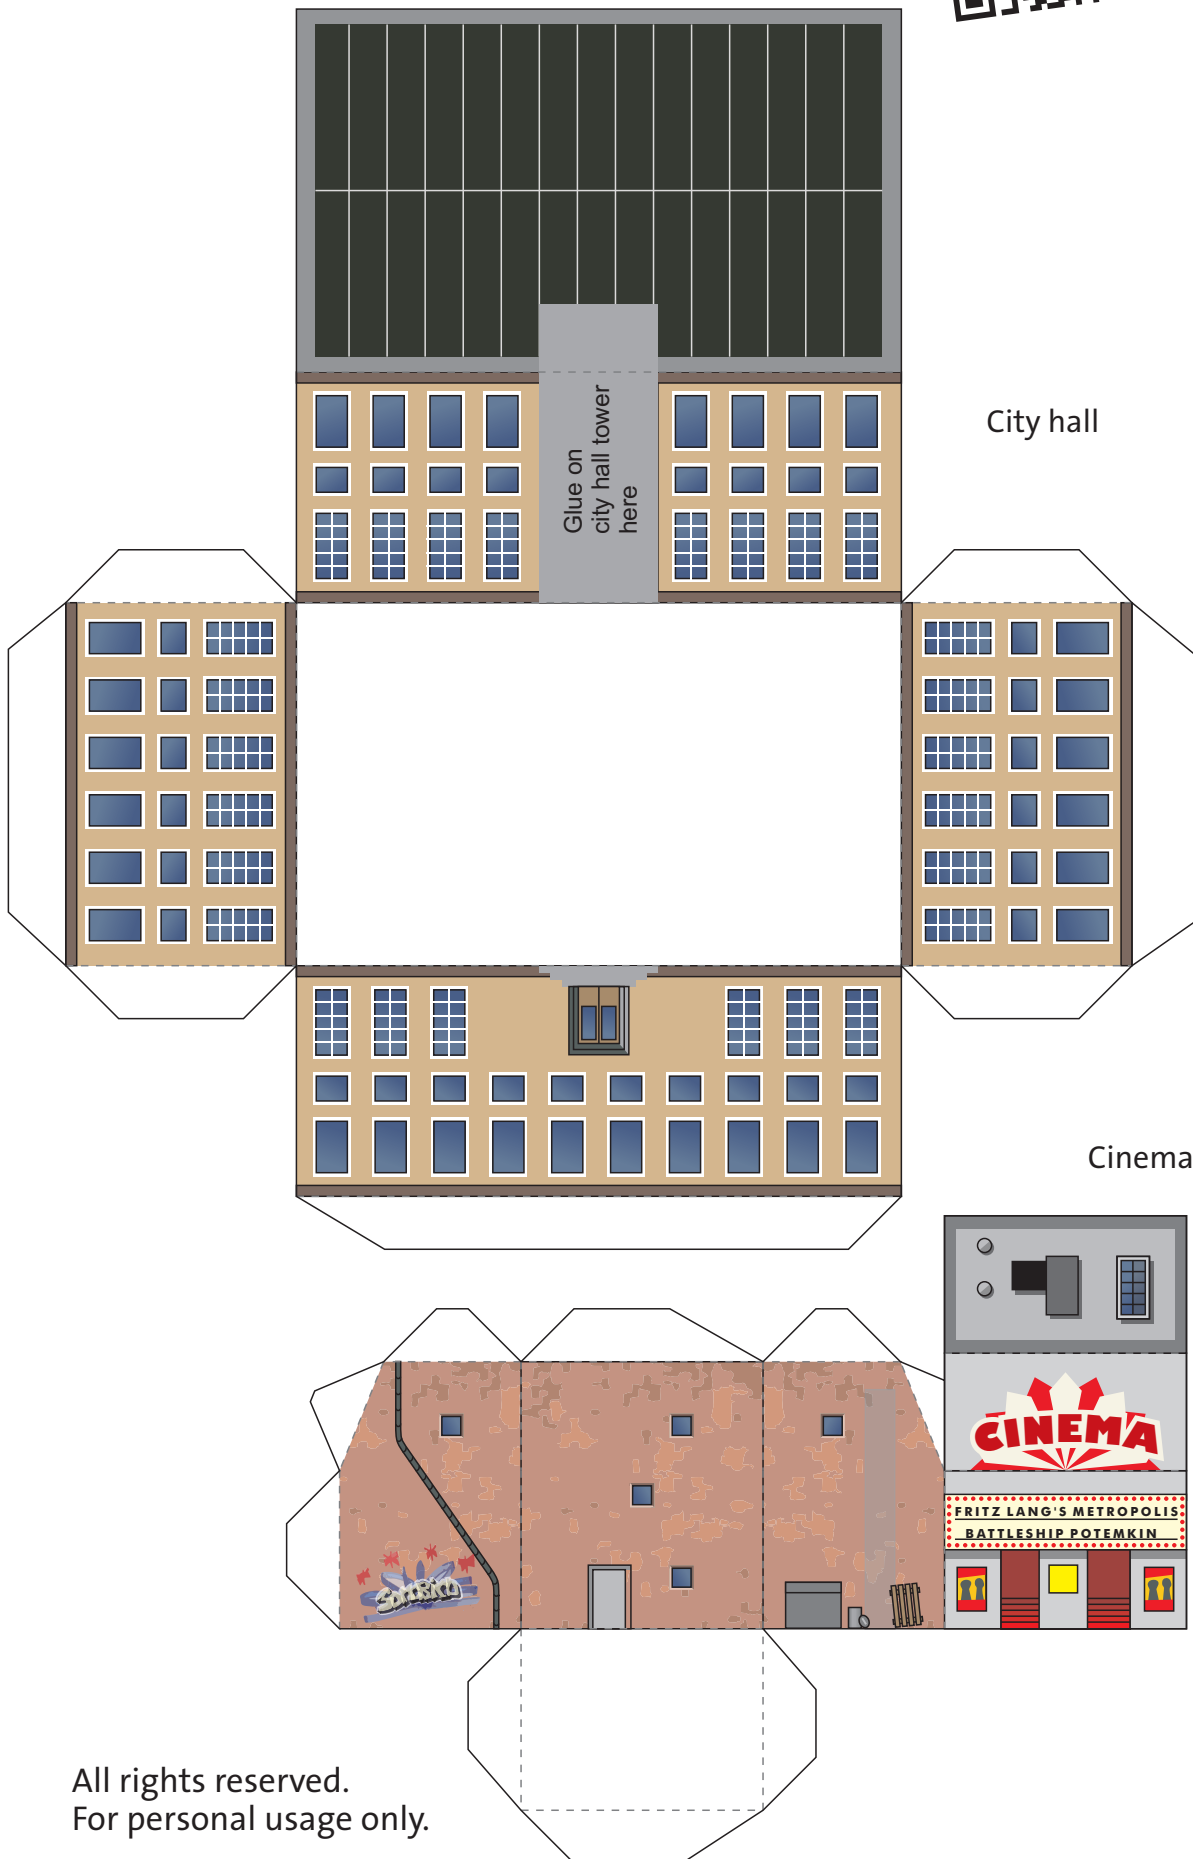 Glue on
city hall tower
here
City hall
Cinema
CINEMA
FRITZ LANG'S METROPOLIS
BATTLESHIP POTEMKIN
All rights reserved.
For personal usage only.